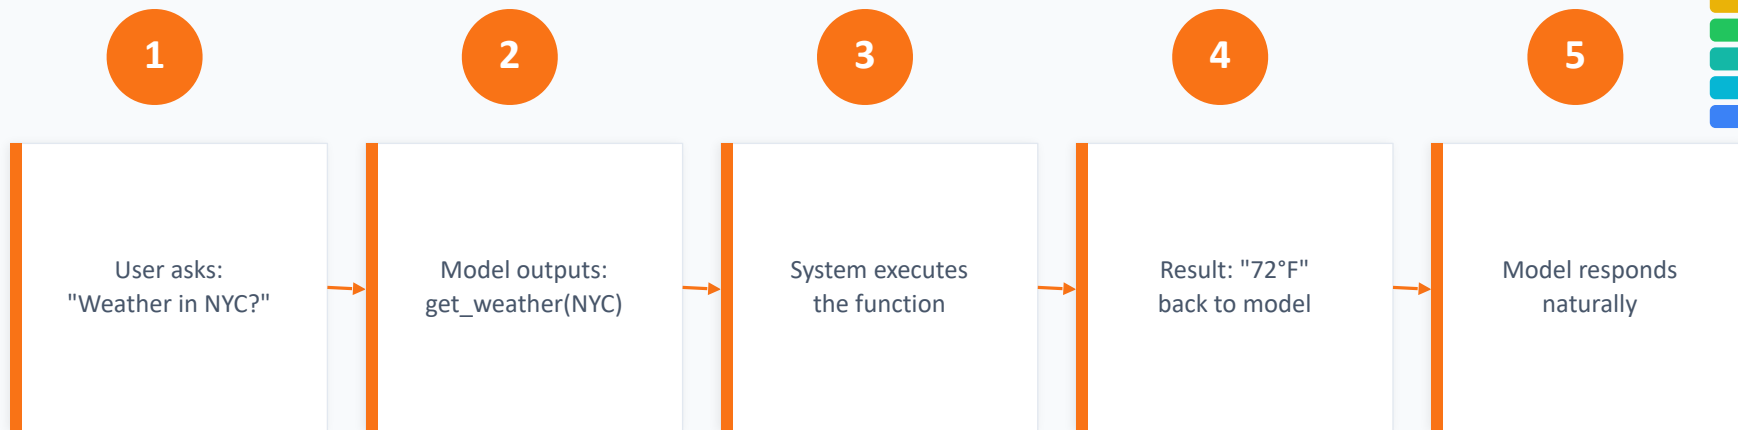 1
2
3
4
5
User asks:
"Weather in NYC?"
Model outputs:
get_weather(NYC)
System executes
the function
Result: "72°F"
back to model
Model responds
naturally